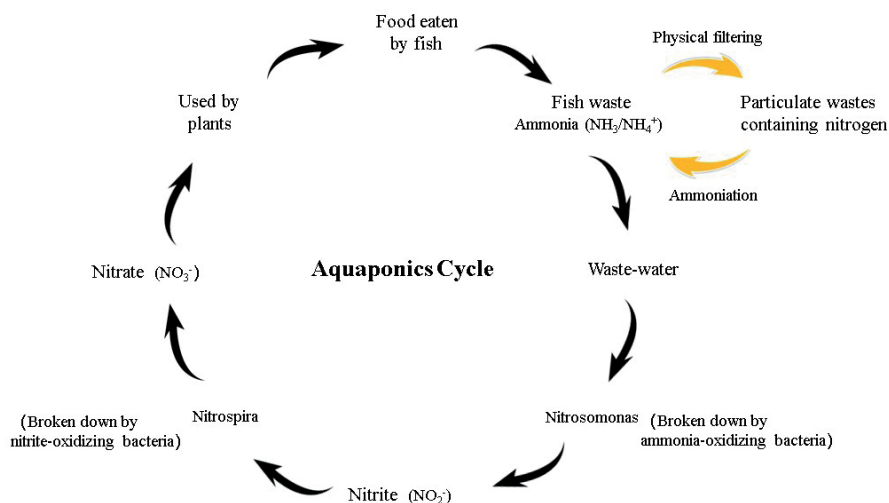 Food eaten
by fish
Physical filtering
Fish waste
Ammonia (NH₃/NH₄⁺)
Particulate wastes
containing nitrogen
Ammoniation
Used by
plants
Aquaponics Cycle
Nitrate (NO₃⁻)
Waste-water
Nitrospira
(Broken down by
nitrite-oxidizing bacteria)
Nitrosomonas
(Broken down by
ammonia-oxidizing bacteria)
Nitrite (NO₂⁻)